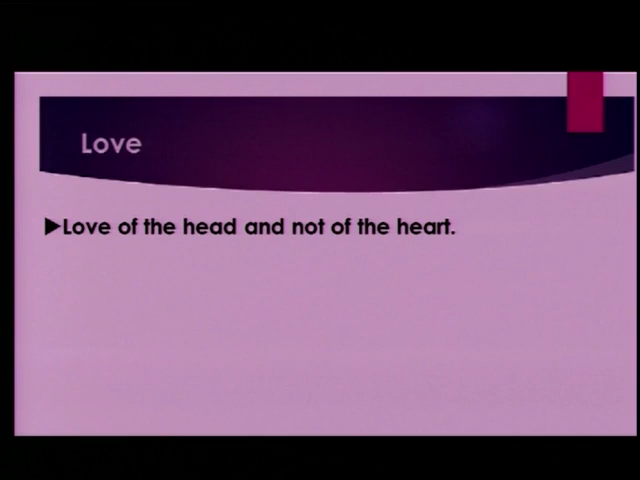 Love
▶Love of the head and not of the heart.